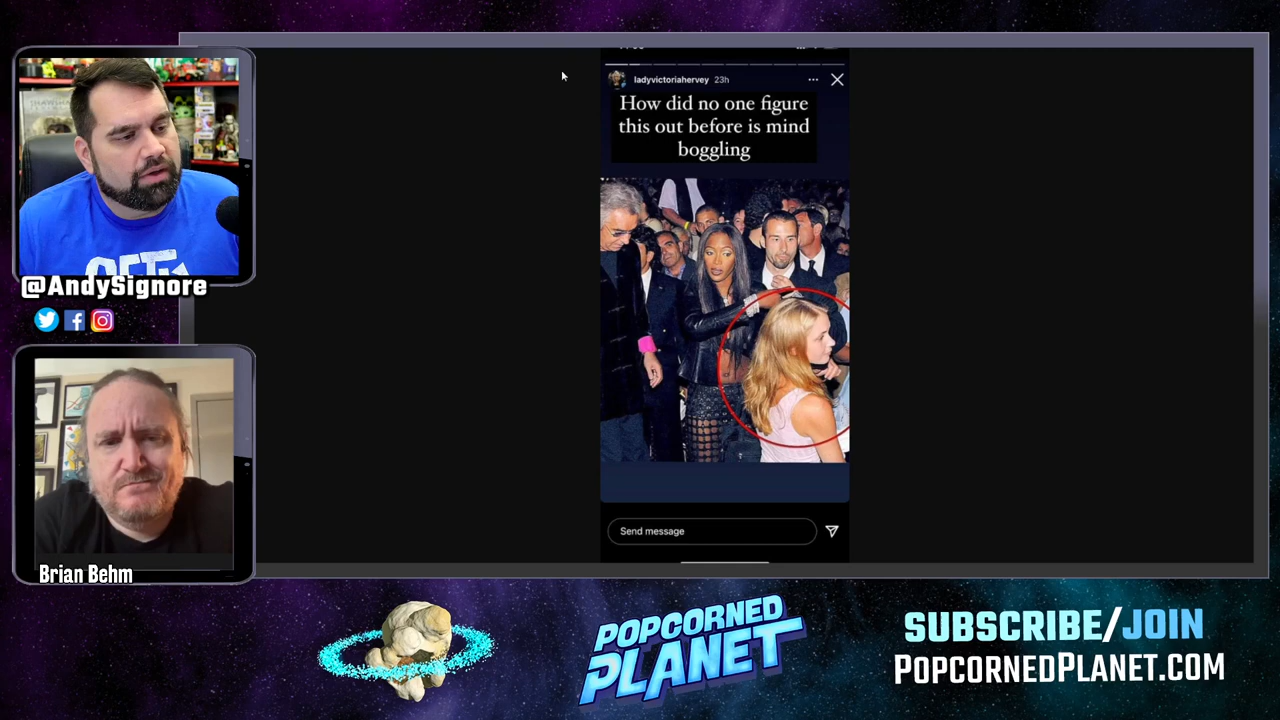 ladyvictoriahervey 23h
How did no one figure
this out before is mind
boggling
Send message
@AndySignore
Brian Behm
POPCORNED
PLANET
SUBSCRIBE/JOIN
POPCORNEDPLANET.COM